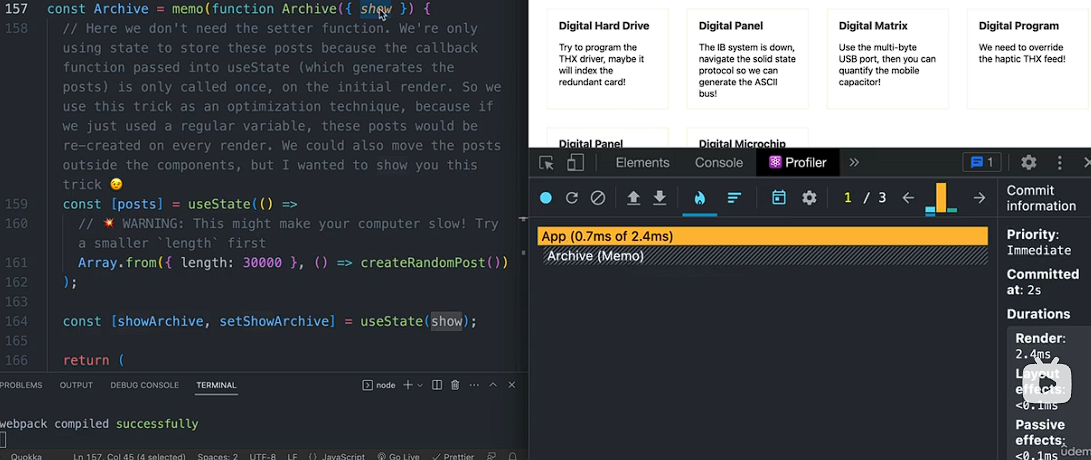 157 const Archive = memo(function Archive({ show }) {
158 // Here we don't need the setter function. We're only
using state to store these posts because the callback
function passed into useState (which generates the
posts) is only called once, on the initial render. So we
use this trick as an optimization technique, because if
we just used a regular variable, these posts would be
re-created on every render. We could also move the posts
outside the components, but I wanted to show you this
trick 😉
159 const [posts] = useState(() =>
160 // 💥 WARNING: This might make your computer slow! Try
a smaller `length` first
161 Array.from({ length: 30000 }, () => createRandomPost())
162 );
163
164 const [showArchive, setShowArchive] = useState(show);
165
166 return (
PROBLEMS OUTPUT DEBUG CONSOLE TERMINAL node
webpack compiled successfully
Quokka Ln 157, Col 45 (4 selected) Spaces: 2 UTF-8 LF {} JavaScript Go Live ✓ Prettier
Digital Hard Drive
Try to program the
THX driver, maybe it
will index the
redundant card!
Digital Panel
The IB system is down,
navigate the solid state
protocol so we can
generate the ASCII
bus!
Digital Matrix
Use the multi-byte
USB port, then you can
quantify the mobile
capacitor!
Digital Program
We need to override
the haptic THX feed!
Digital Panel
Digital Microchip
Elements Console Profiler 1
1 / 3
App (0.7ms of 2.4ms)
Archive (Memo)
Commit
information
Priority:
Immediate
Committed
at: 2s
Durations
Render:
2.4ms
Layout
effects:
<0.1ms
Passive
effects:
<0.1ms